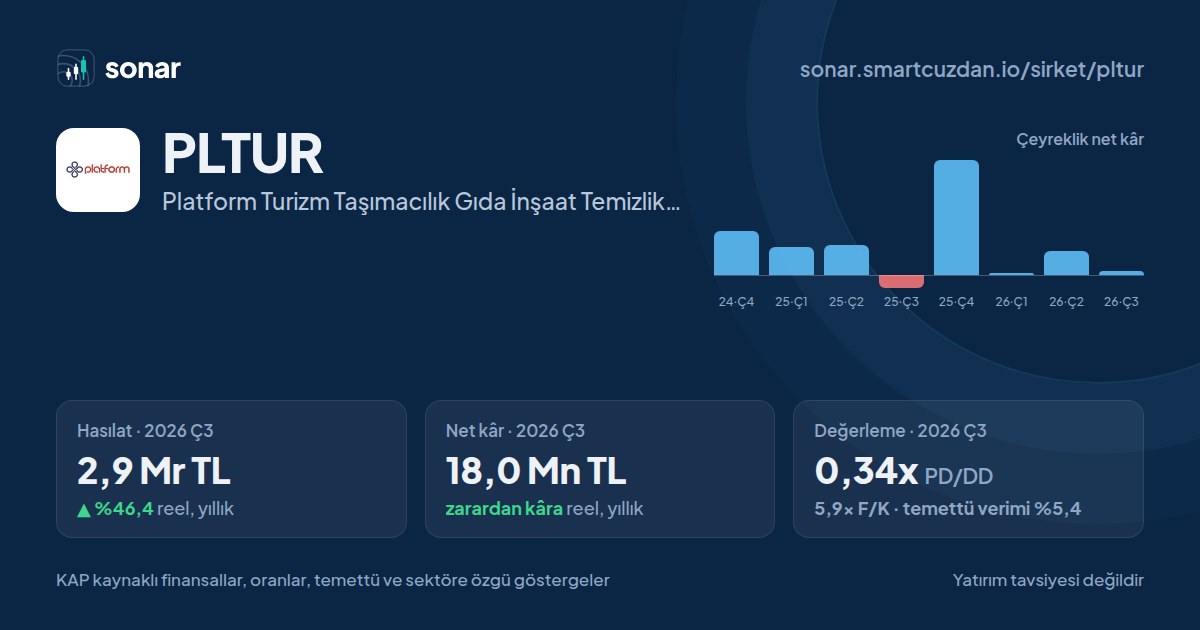 sonar
sonar.smartcuzdan.io/sirket/pltur
platform
PLTUR
Platform Turizm Taşımacılık Gıda İnşaat Temizlik...
Çeyreklik net kâr
24·Ç4 25·Ç1 25·Ç2 25·Ç3 25·Ç4 26·Ç1 26·Ç2 26·Ç3
Hasılat · 2026 Ç3
2,9 Mr TL
▲ %46,4 reel, yıllık
Net kâr · 2026 Ç3
18,0 Mn TL
zarardan kâra reel, yıllık
Değerleme · 2026 Ç3
0,34x PD/DD
5,9× F/K · temettü verimi %5,4
KAP kaynaklı finansallar, oranlar, temettü ve sektöre özgü göstergeler
Yatırım tavsiyesi değildir